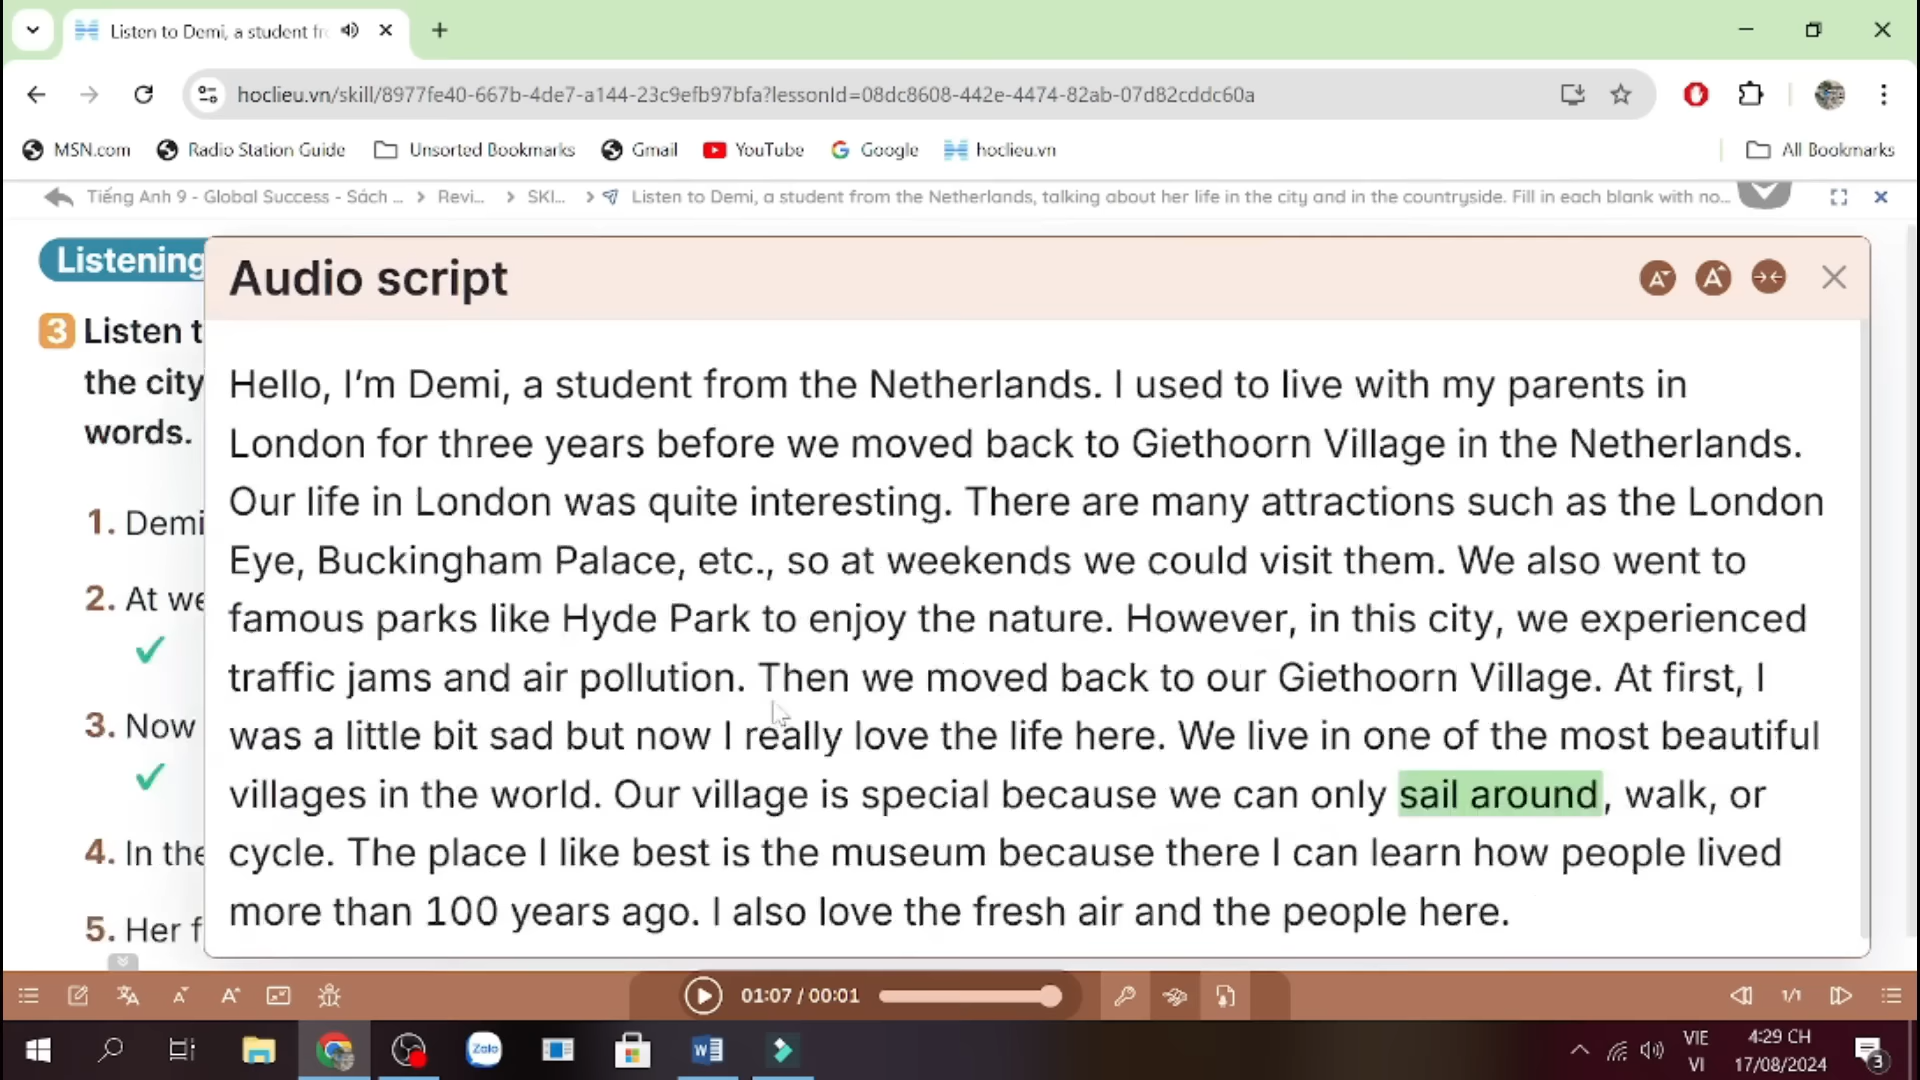 Listen to Demi, a student fr
hoclieu.vn/skill/8977fe40-667b-4de7-a144-23c9efb97bfa?lessonId=08dc8608-442e-4474-82ab-07d82cddc60a
MSN.com Radio Station Guide Unsorted Bookmarks Gmail YouTube Google hoclieu.vn All Bookmarks
Tiếng Anh 9 - Global Success - Sách ... Revi... SKI... Listen to Demi, a student from the Netherlands, talking about her life in the city and in the countryside. Fill in each blank with no...
Listening
Audio script
3 Listen t
the city
words.
1. Demi
2. At we
3. Now
4. In the
5. Her f
Hello, I’m Demi, a student from the Netherlands. I used to live with my parents in
London for three years before we moved back to Giethoorn Village in the Netherlands.
Our life in London was quite interesting. There are many attractions such as the London
Eye, Buckingham Palace, etc., so at weekends we could visit them. We also went to
famous parks like Hyde Park to enjoy the nature. However, in this city, we experienced
traffic jams and air pollution. Then we moved back to our Giethoorn Village. At first, I
was a little bit sad but now I really love the life here. We live in one of the most beautiful
villages in the world. Our village is special because we can only sail around, walk, or
cycle. The place I like best is the museum because there I can learn how people lived
more than 100 years ago. I also love the fresh air and the people here.
01:07 / 00:01
1/1
Zalo
VIE
VI
4:29 CH
17/08/2024
3